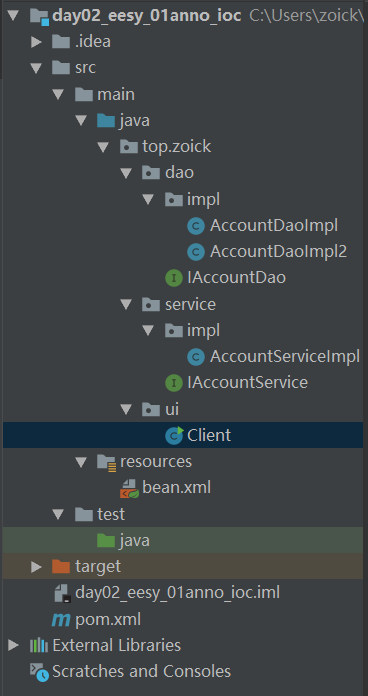 day02_eesy_01anno_ioc C:\Users\zoick\
.idea
src
main
java
top.zoick
dao
impl
AccountDaoImpl
AccountDaoImpl2
IAccountDao
service
impl
AccountServiceImpl
IAccountService
ui
Client
resources
bean.xml
test
java
target
day02_eesy_01anno_ioc.iml
pom.xml
External Libraries
Scratches and Consoles